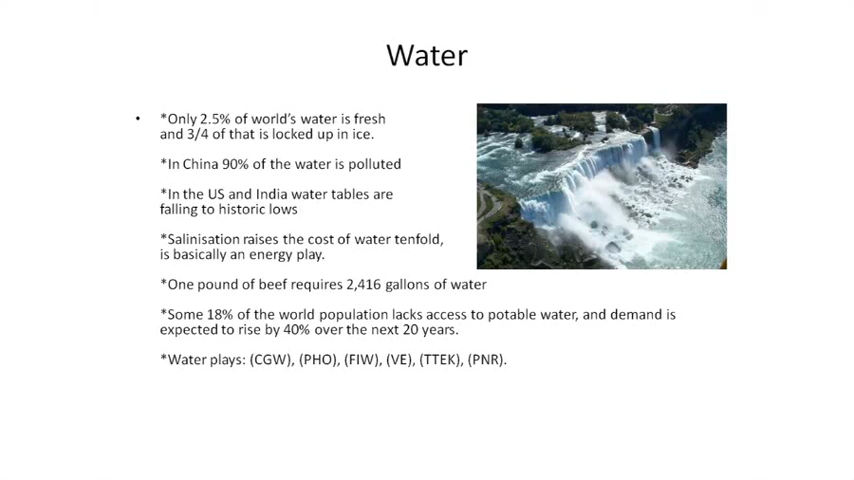 Water
• *Only 2.5% of world's water is fresh
and 3/4 of that is locked up in ice.
*In China 90% of the water is polluted
*In the US and India water tables are
falling to historic lows
*Salinisation raises the cost of water tenfold,
is basically an energy play.
*One pound of beef requires 2,416 gallons of water
*Some 18% of the world population lacks access to potable water, and demand is
expected to rise by 40% over the next 20 years.
*Water plays: (CGW), (PHO), (FIW), (VE), (TTEK), (PNR).